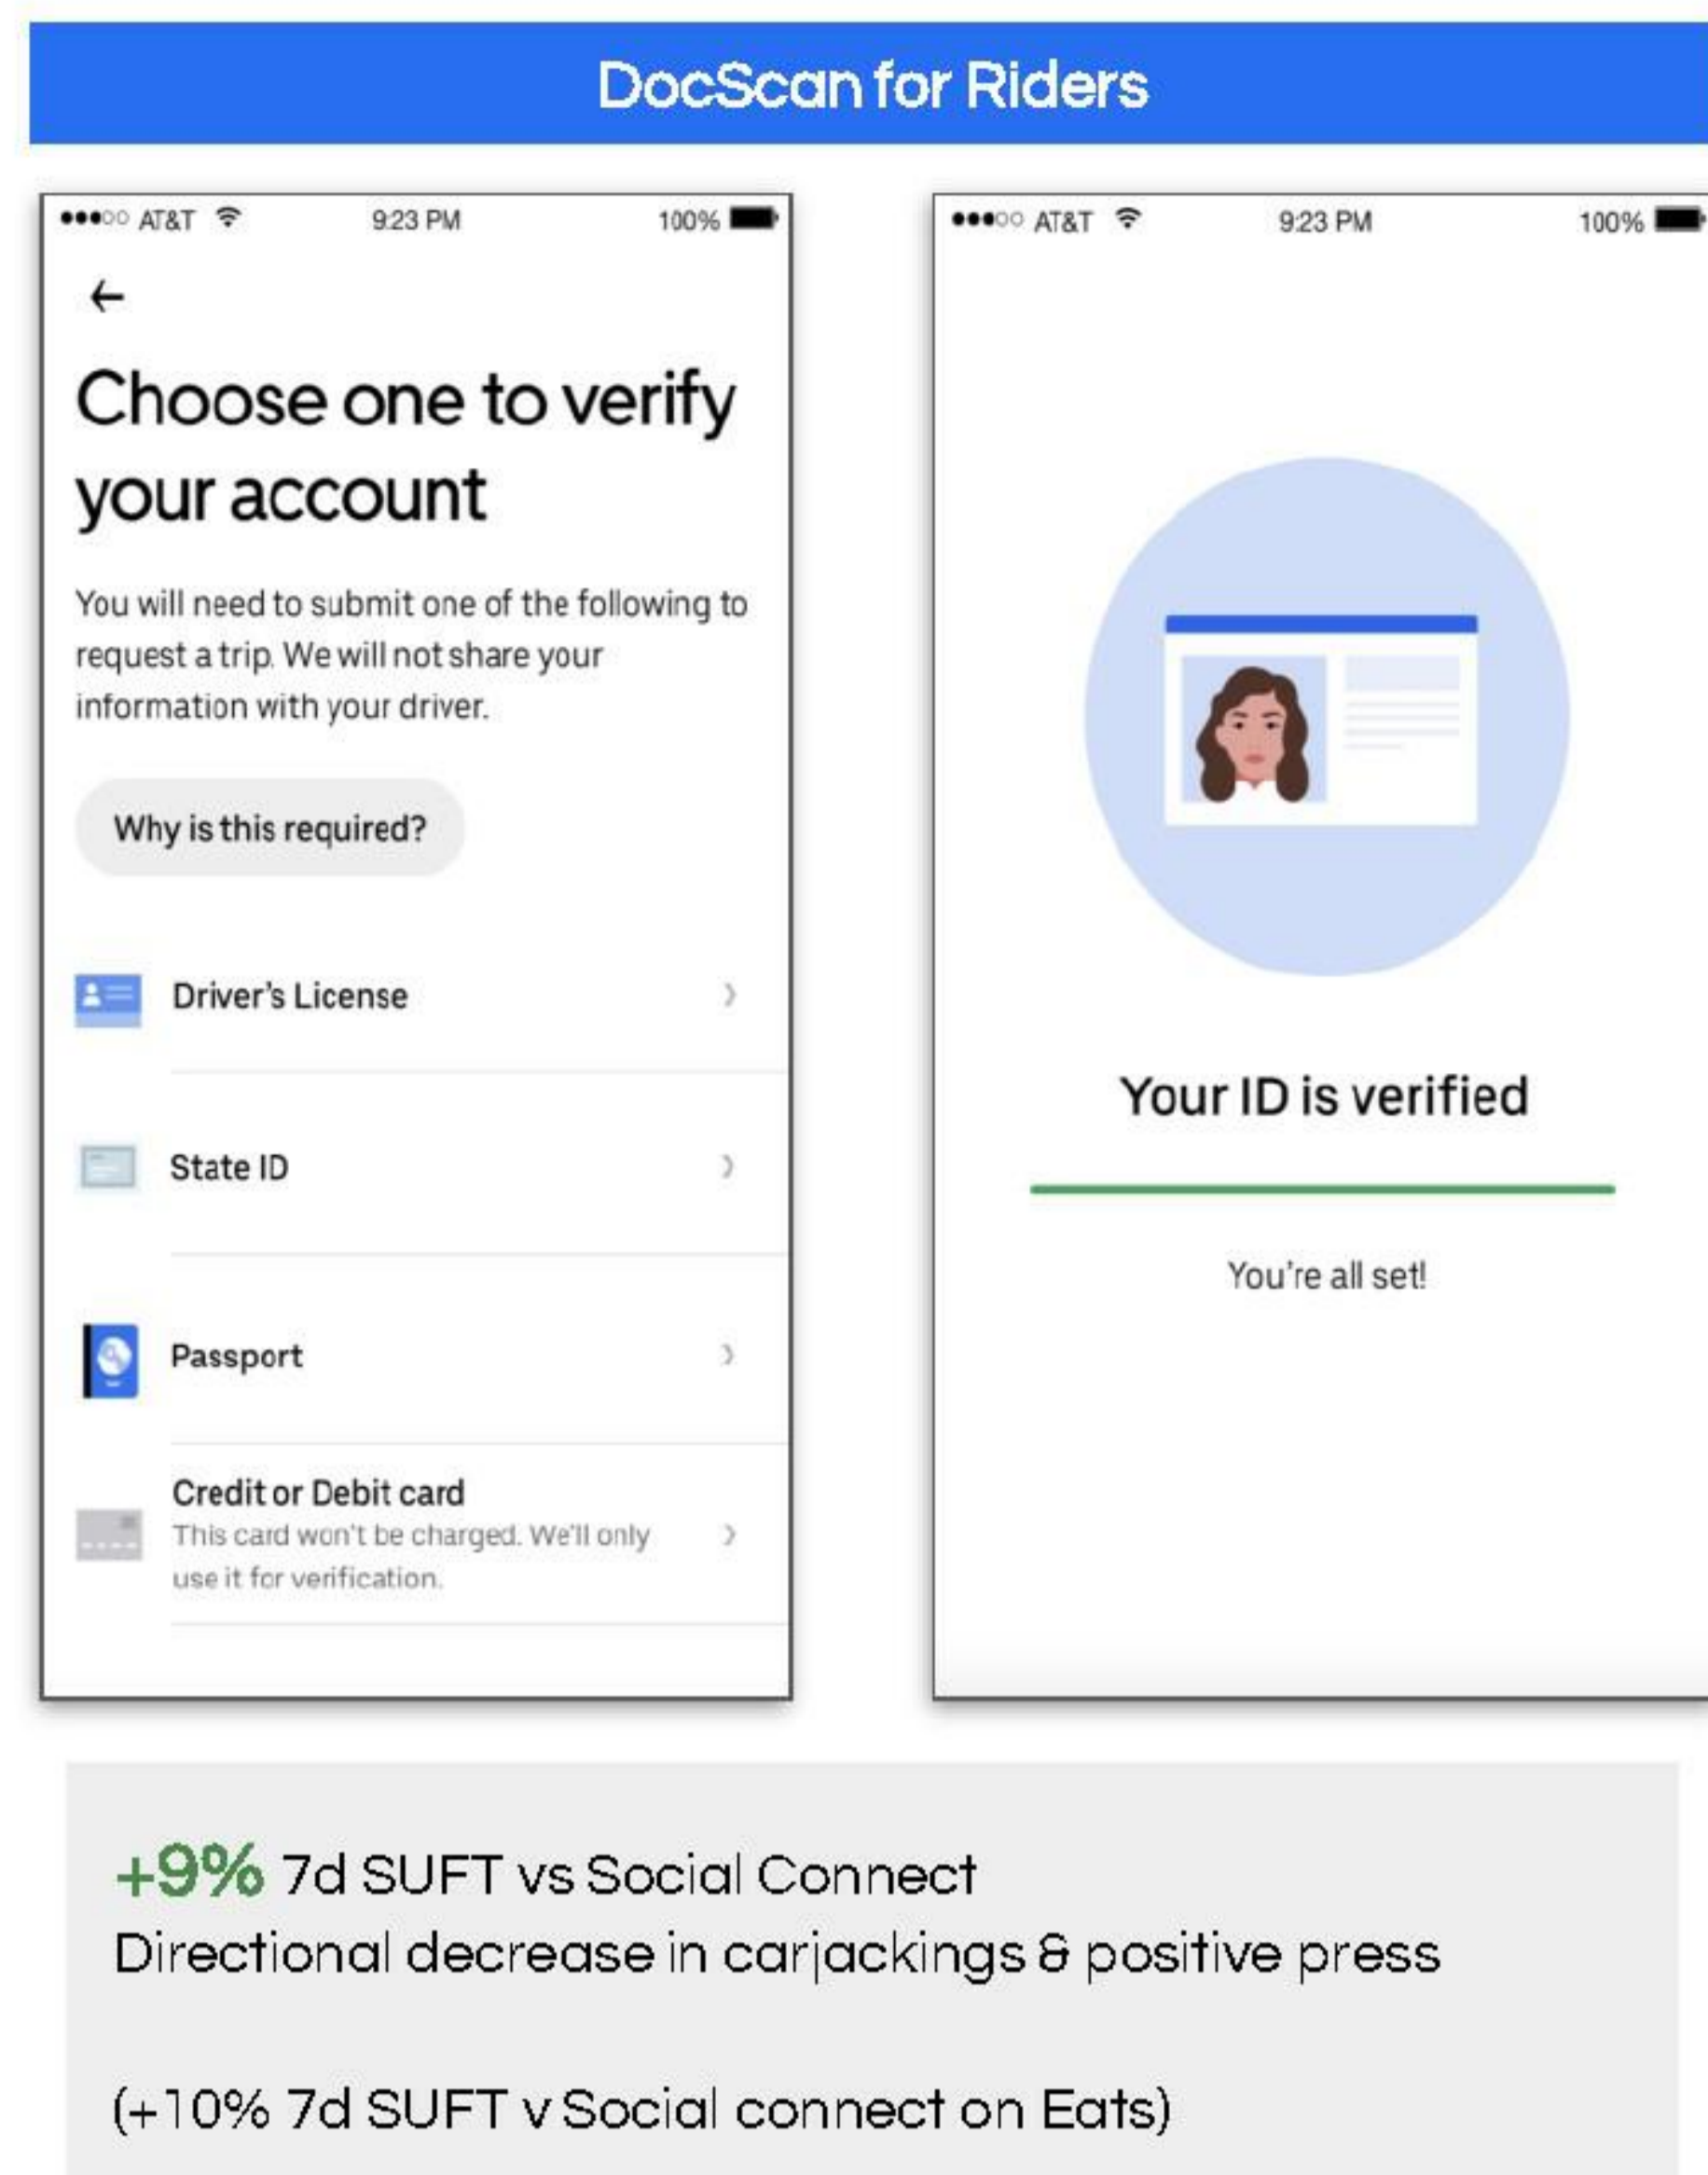 DocScan for Riders
AT&T 9:23 PM 100%
Choose one to verify
your account
You will need to submit one of the following to
request a trip. We will not share your
information with your driver.
Why is this required?
Driver's License
State ID
Passport
Credit or Debit card
This card won't be charged. We'll only
use it for verification.
AT&T 9:23 PM 100%
Your ID is verified
You're all set!
+9% 7d SUFT vs Social Connect
Directional decrease in carjackings & positive press
(+10% 7d SUFT v Social connect on Eats)